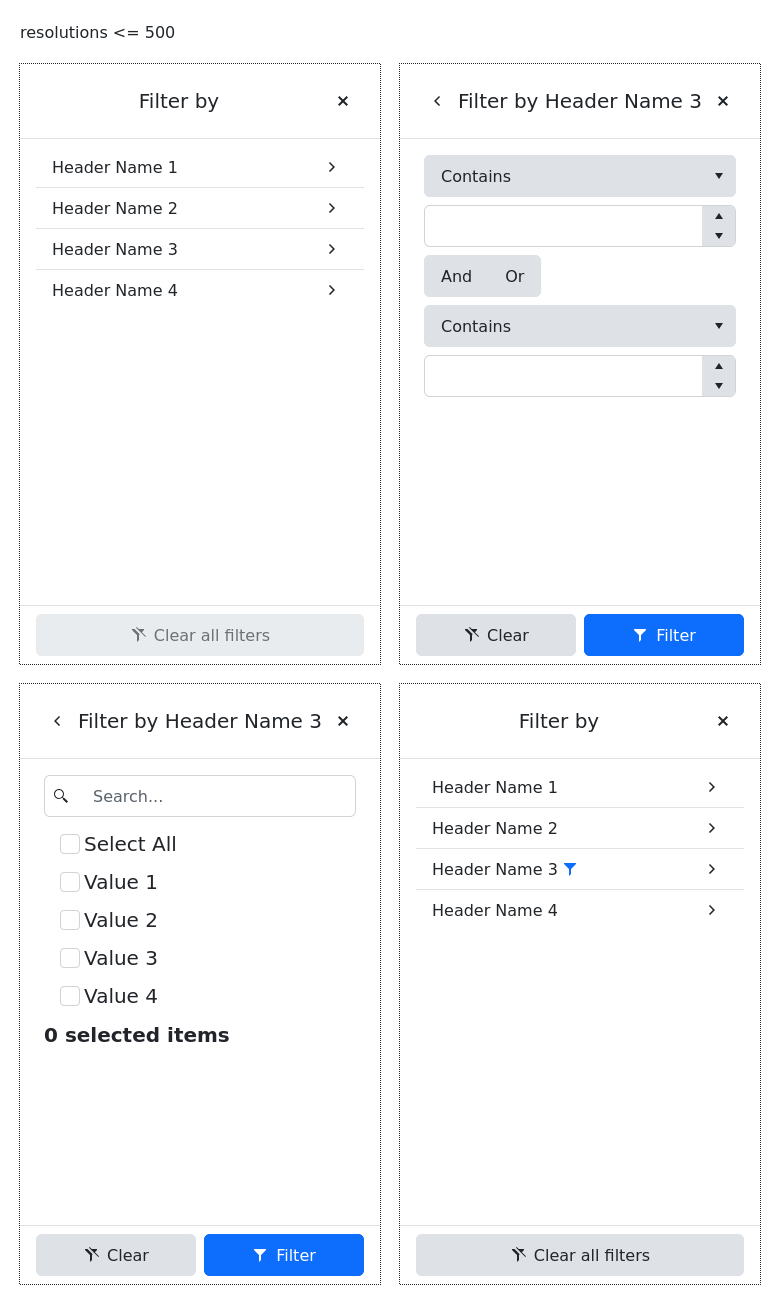 resolutions <= 500
Filter by
Header Name 1
Header Name 2
Header Name 3
Header Name 4
Clear all filters
Filter by Header Name 3
Contains
And Or
Contains
Clear Filter
Filter by Header Name 3
Search...
Select All
Value 1
Value 2
Value 3
Value 4
0 selected items
Clear Filter
Filter by
Header Name 1
Header Name 2
Header Name 3
Header Name 4
Clear all filters